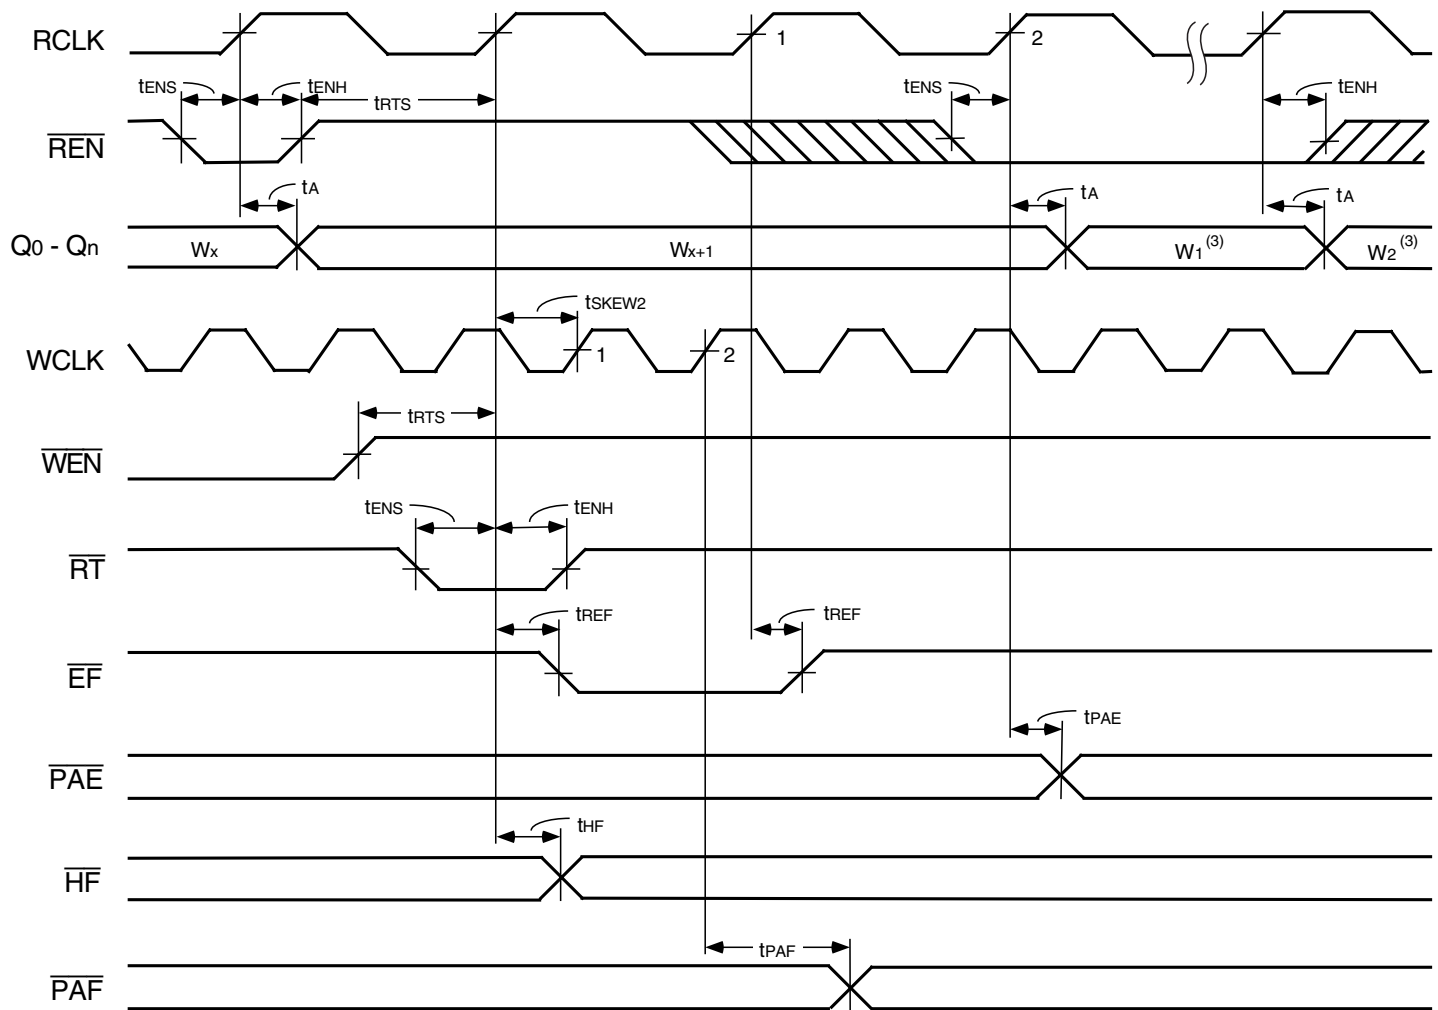 RCLK 1 2
tENS tENH tRTS tENS tENH
REN
tA tA tA
Q0 - Qn Wx Wx+1 W1(3) W2(3)
tSKEW2
WCLK 1 2
tRTS
WEN
tENS tENH
RT
tREF tREF
EF
tPAE
PAE
tHF
HF
tPAF
PAF